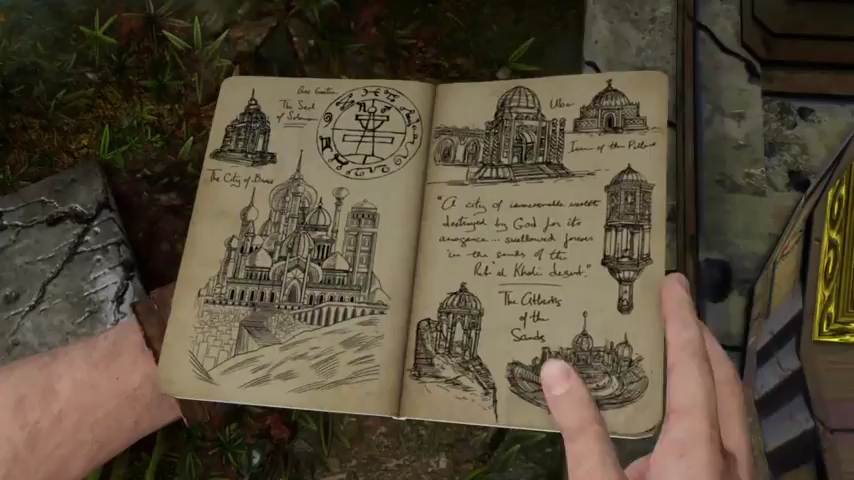 The Seal
of Solomon
The City of Brass
Ubar
Iram of the Pillars
"A city of immeasurable wealth
destroyed by God for its
arrogance... swallowed forever
in the sands of the
Rub al Khali desert."
The Atlantis
of the
Sands